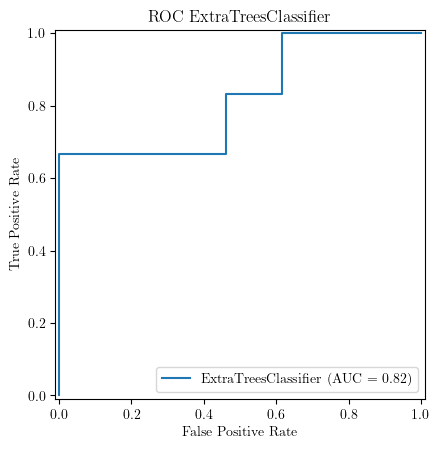 ROC ExtraTreesClassifier
1.0
0.8
0.6
0.4
0.2
0.0
True Positive Rate
ExtraTreesClassifier (AUC = 0.82)
0.0 0.2 0.4 0.6 0.8 1.0
False Positive Rate